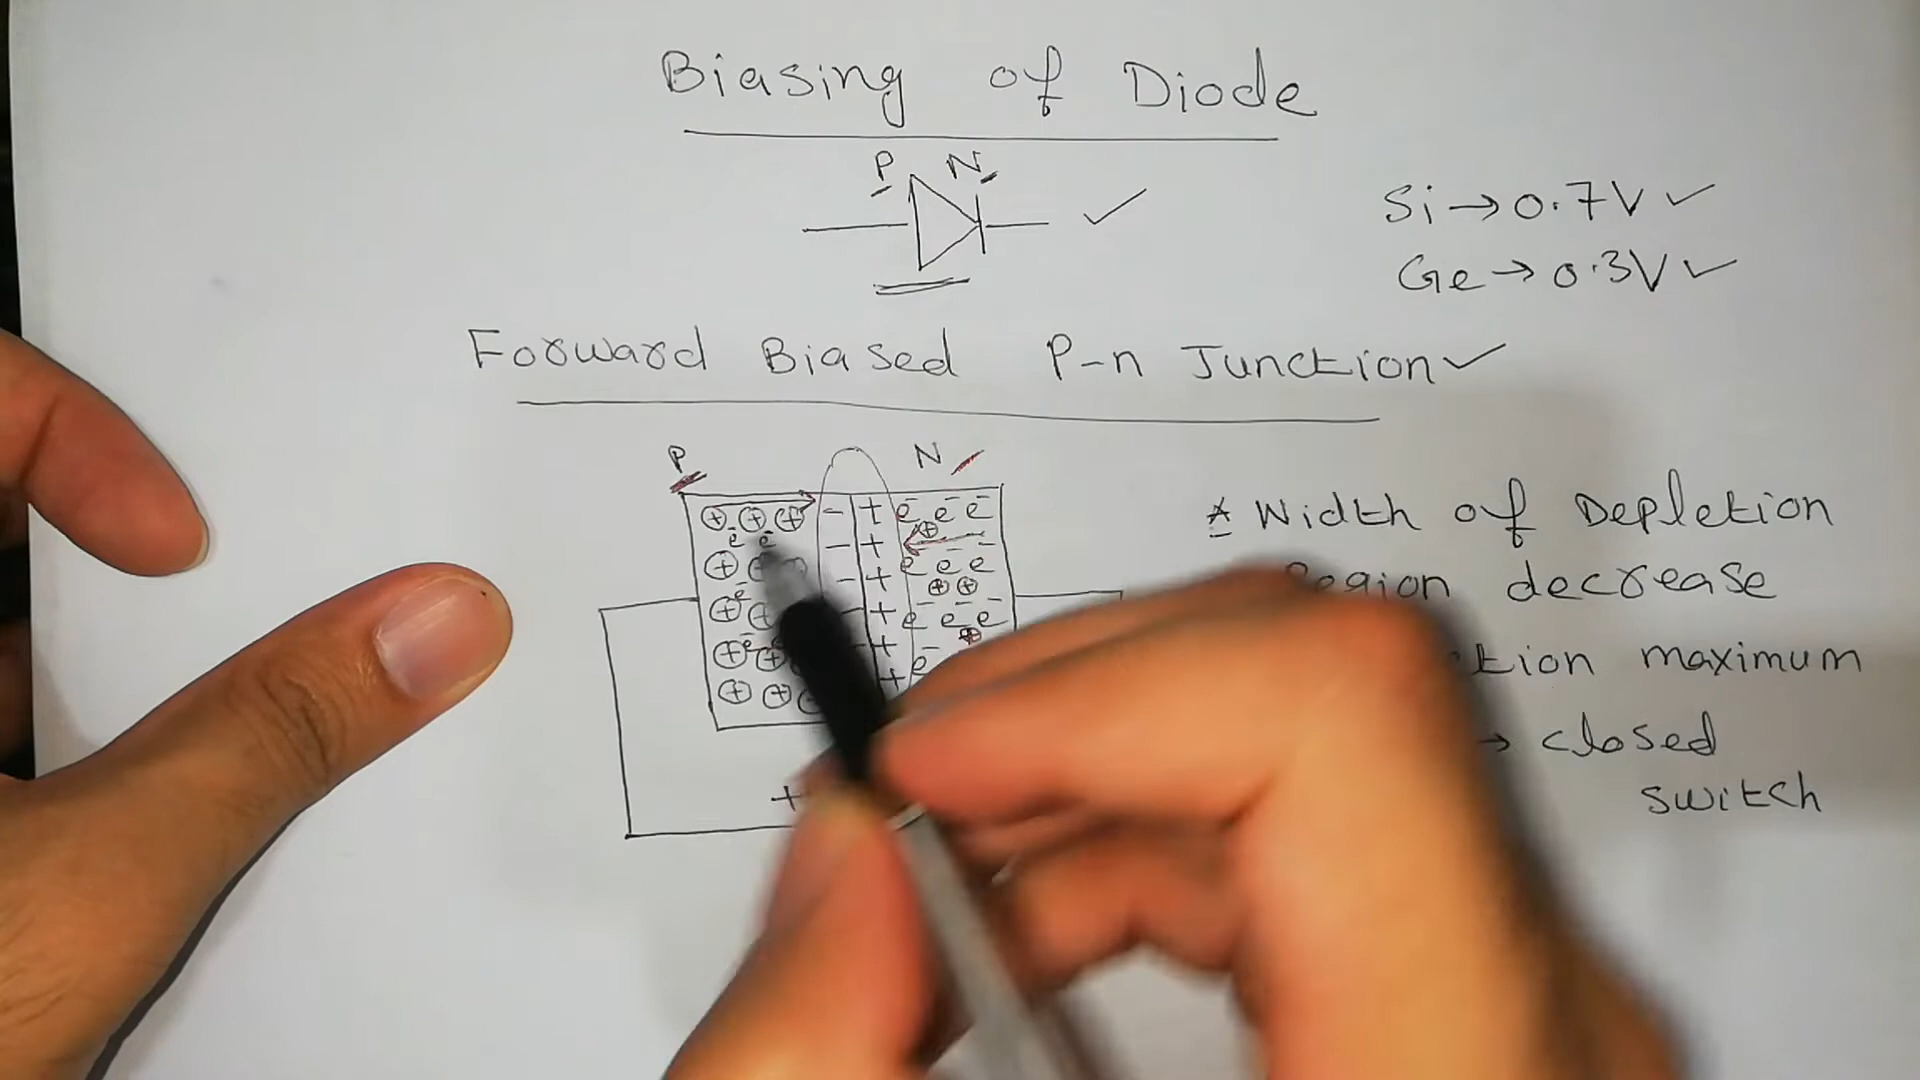 Biasing of Diode
P N
Si → 0.7V ✓
Ge → 0.3V ✓
Forward Biased P-n Junction ✓
P N
- + e⁻ e⁻ e⁻
⊕ ⊕ ⊕
e⁻ e⁻
- +
- + e⁻ e⁻ e⁻
+ e⁻ e⁻ e⁻
+ e⁻
+
+
* Width of Depletion
Region decrease
maximum
→ closed
switch